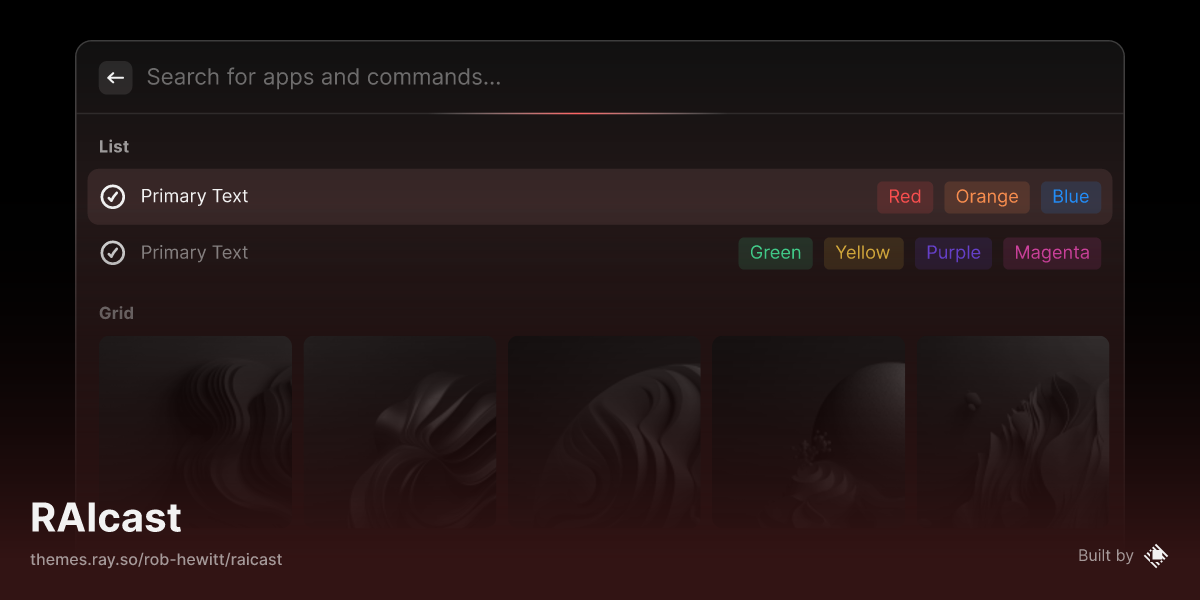 Search for apps and commands...
List
Primary Text Red Orange Blue
Primary Text Green Yellow Purple Magenta
Grid
RAIcast
themes.ray.so/rob-hewitt/raicast
Built by